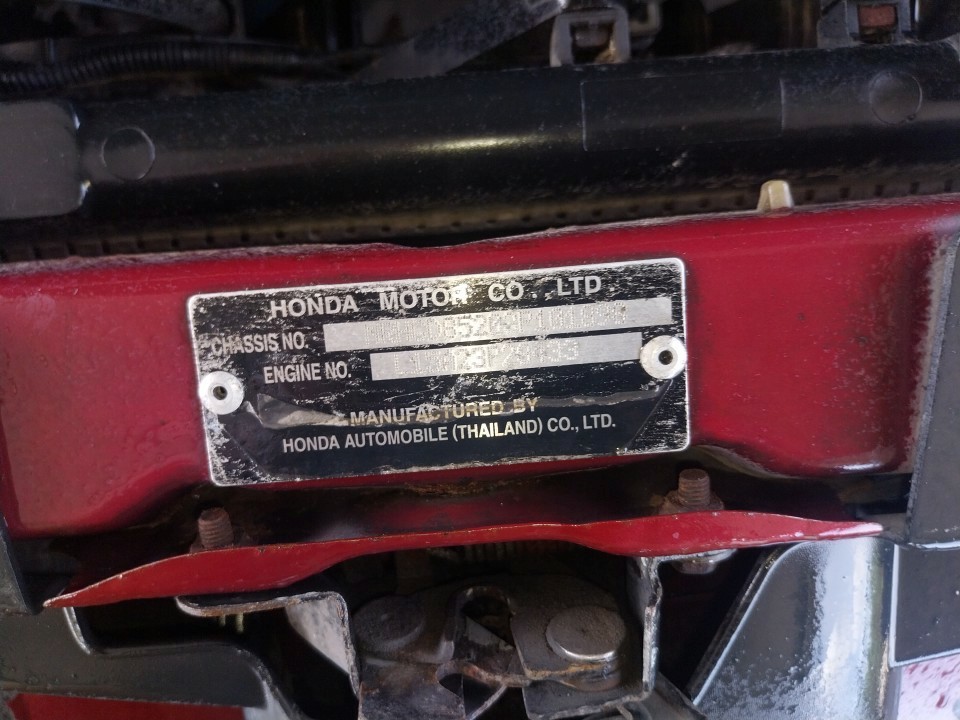 HONDA MOTOR CO., LTD.
CHASSIS NO.
ENGINE NO.
MANUFACTURED BY
HONDA AUTOMOBILE (THAILAND) CO., LTD.